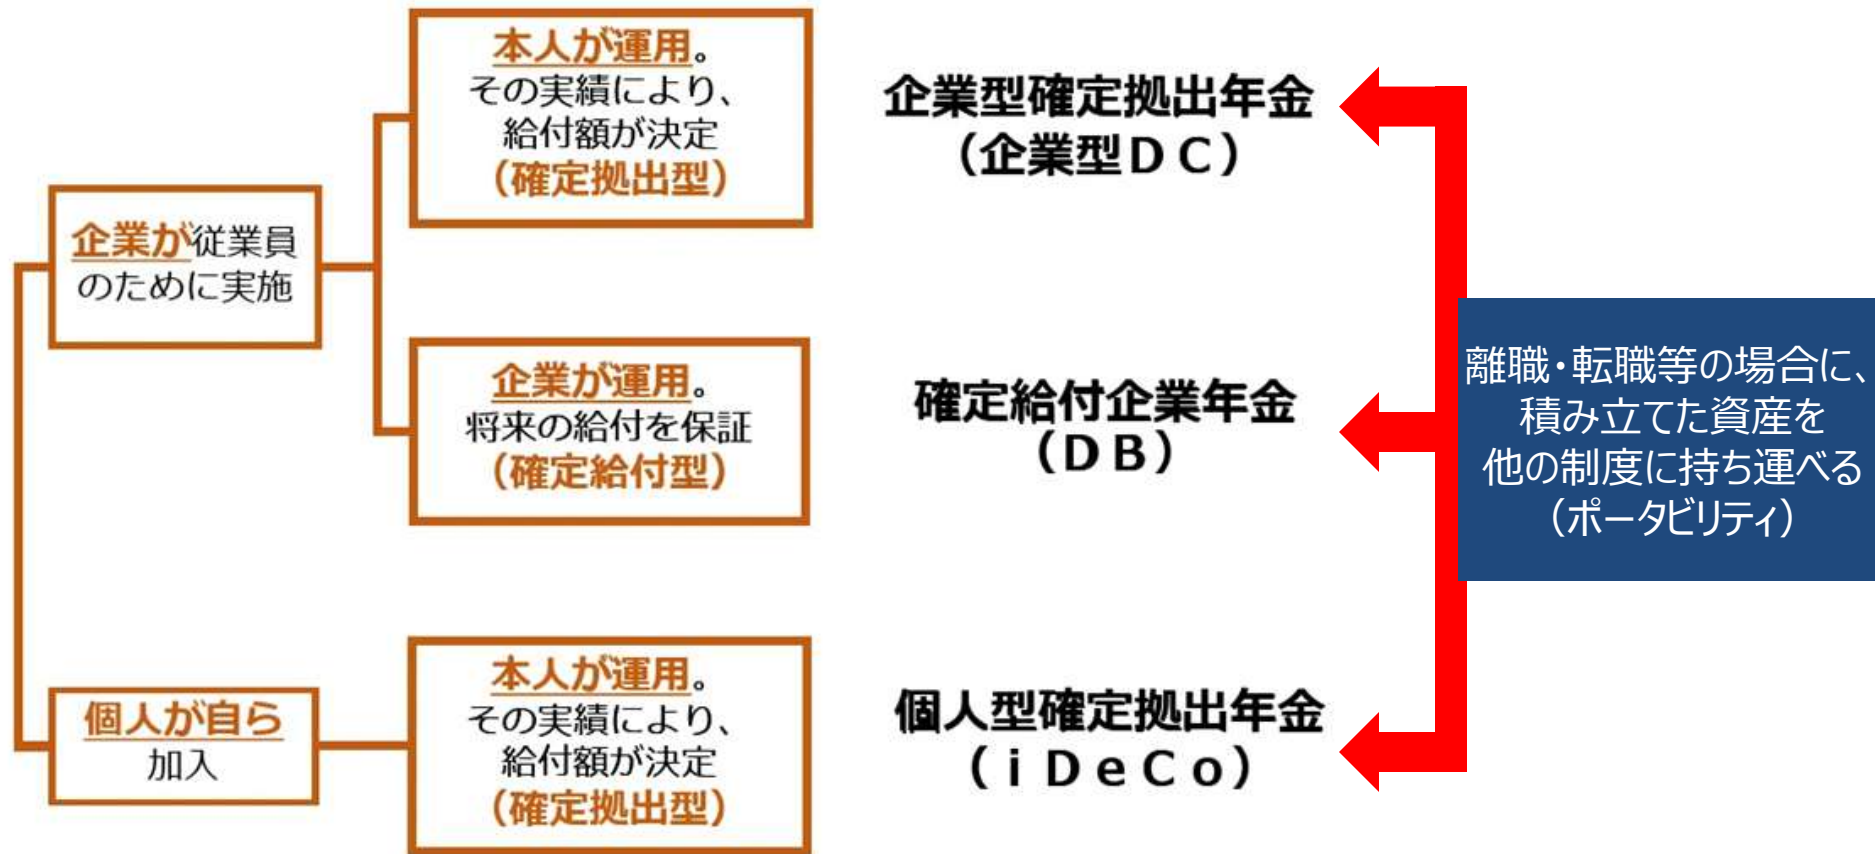 企業が従業員
のために実施
本人が運用。
その実績により、
給付額が決定
（確定拠出型）
企業型確定拠出年金
（企業型ＤＣ）
企業が運用。
将来の給付を保証
（確定給付型）
確定給付企業年金
（ＤＢ）
個人が自ら
加入
本人が運用。
その実績により、
給付額が決定
（確定拠出型）
個人型確定拠出年金
（ｉＤｅＣｏ）
離職・転職等の場合に、
積み立てた資産を
他の制度に持ち運べる
（ポータビリティ）